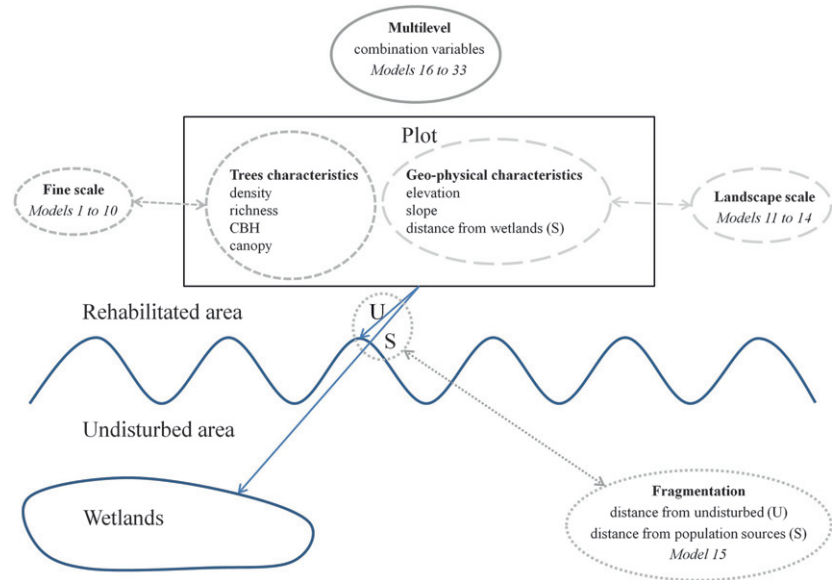 Multilevel
combination variables
Models 16 to 33
Plot
Fine scale
Models 1 to 10
Trees characteristics
density
richness
CBH
canopy
Geo-physical characteristics
elevation
slope
distance from wetlands (S)
Landscape scale
Models 11 to 14
Rehabilitated area
U
S
Undisturbed area
Wetlands
Fragmentation
distance from undisturbed (U)
distance from population sources (S)
Model 15